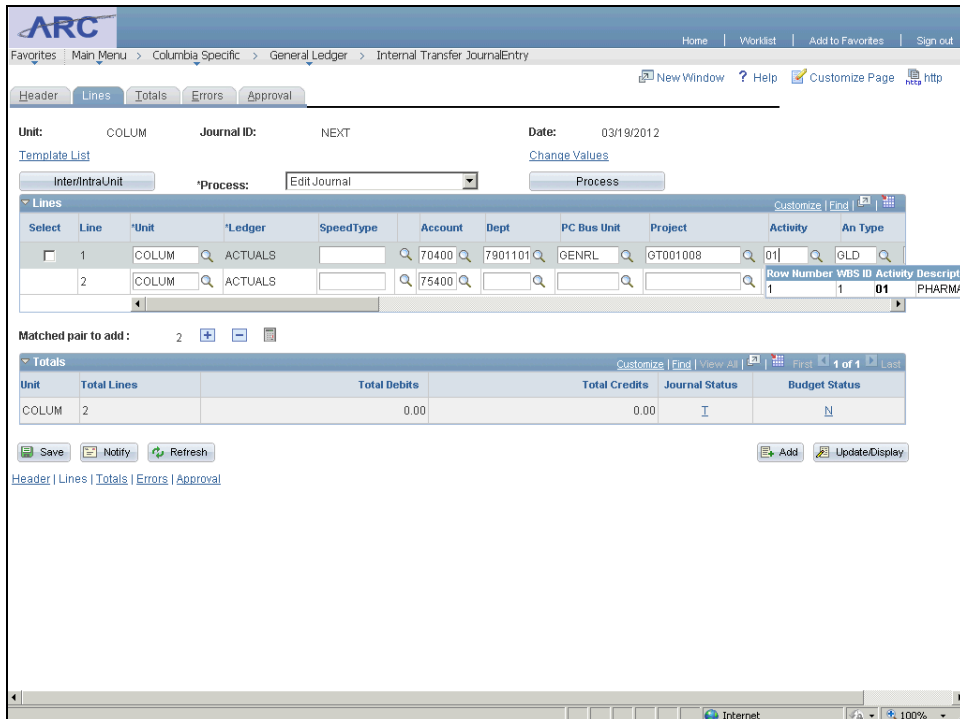 ARC
Home | Worklist | Add to Favorites | Sign out
Favorites Main Menu > Columbia Specific > General Ledger > Internal Transfer JournalEntry
New Window ? Help Customize Page http
Header Lines Totals Errors Approval
Unit: COLUM Journal ID: NEXT Date: 03/19/2012
Template List Change Values
Inter/IntraUnit *Process: Edit Journal Process
Lines Customize | Find |
Select Line *Unit *Ledger SpeedType Account Dept PC Bus Unit Project Activity An Type
1 COLUM ACTUALS 70400 7901101 GENRL GT001008 01 GLD
Row Number WBS ID Activity Descript
2 COLUM ACTUALS 75400
1 1 01 PHARMA
Matched pair to add : 2
Totals Customize | Find | View All | First 1 of 1 Last
Unit Total Lines Total Debits Total Credits Journal Status Budget Status
COLUM 2 0.00 0.00 T N
Save Notify Refresh Add Update/Display
Header | Lines | Totals | Errors | Approval
Internet 100%